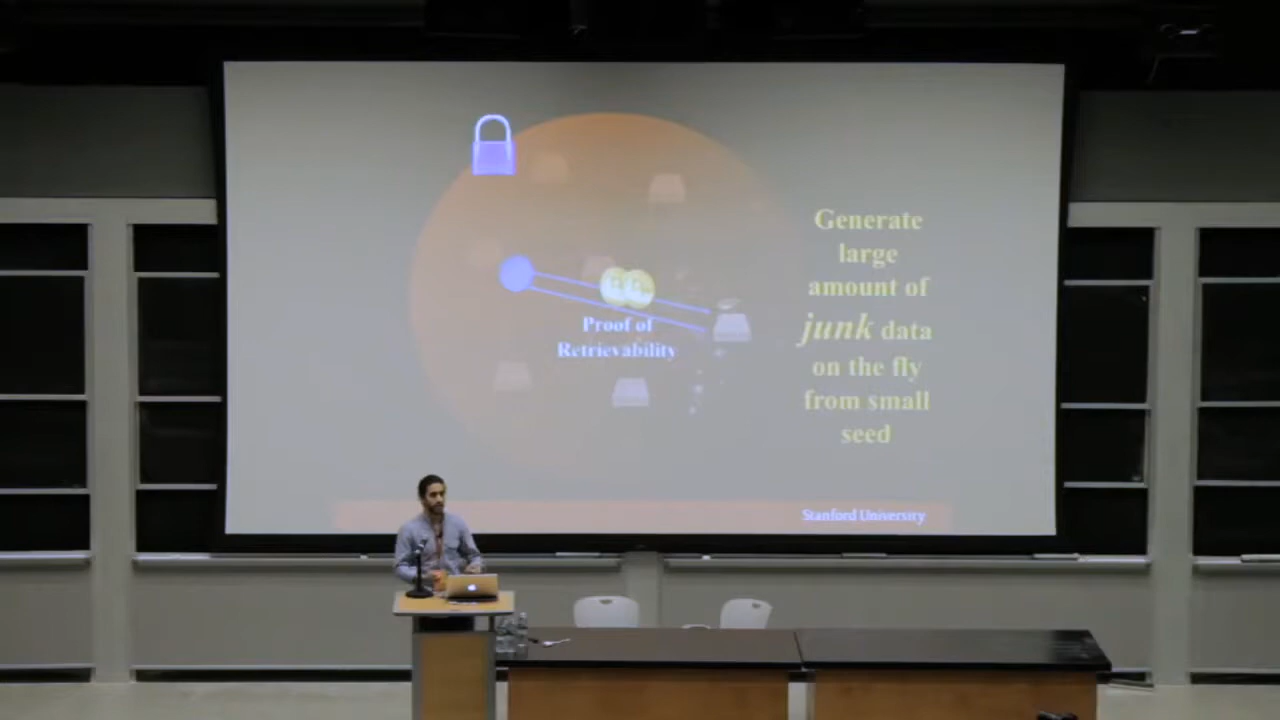 Generate
large
amount of
junk data
on the fly
from small
seed
Proof of
Retrievability
Stanford University